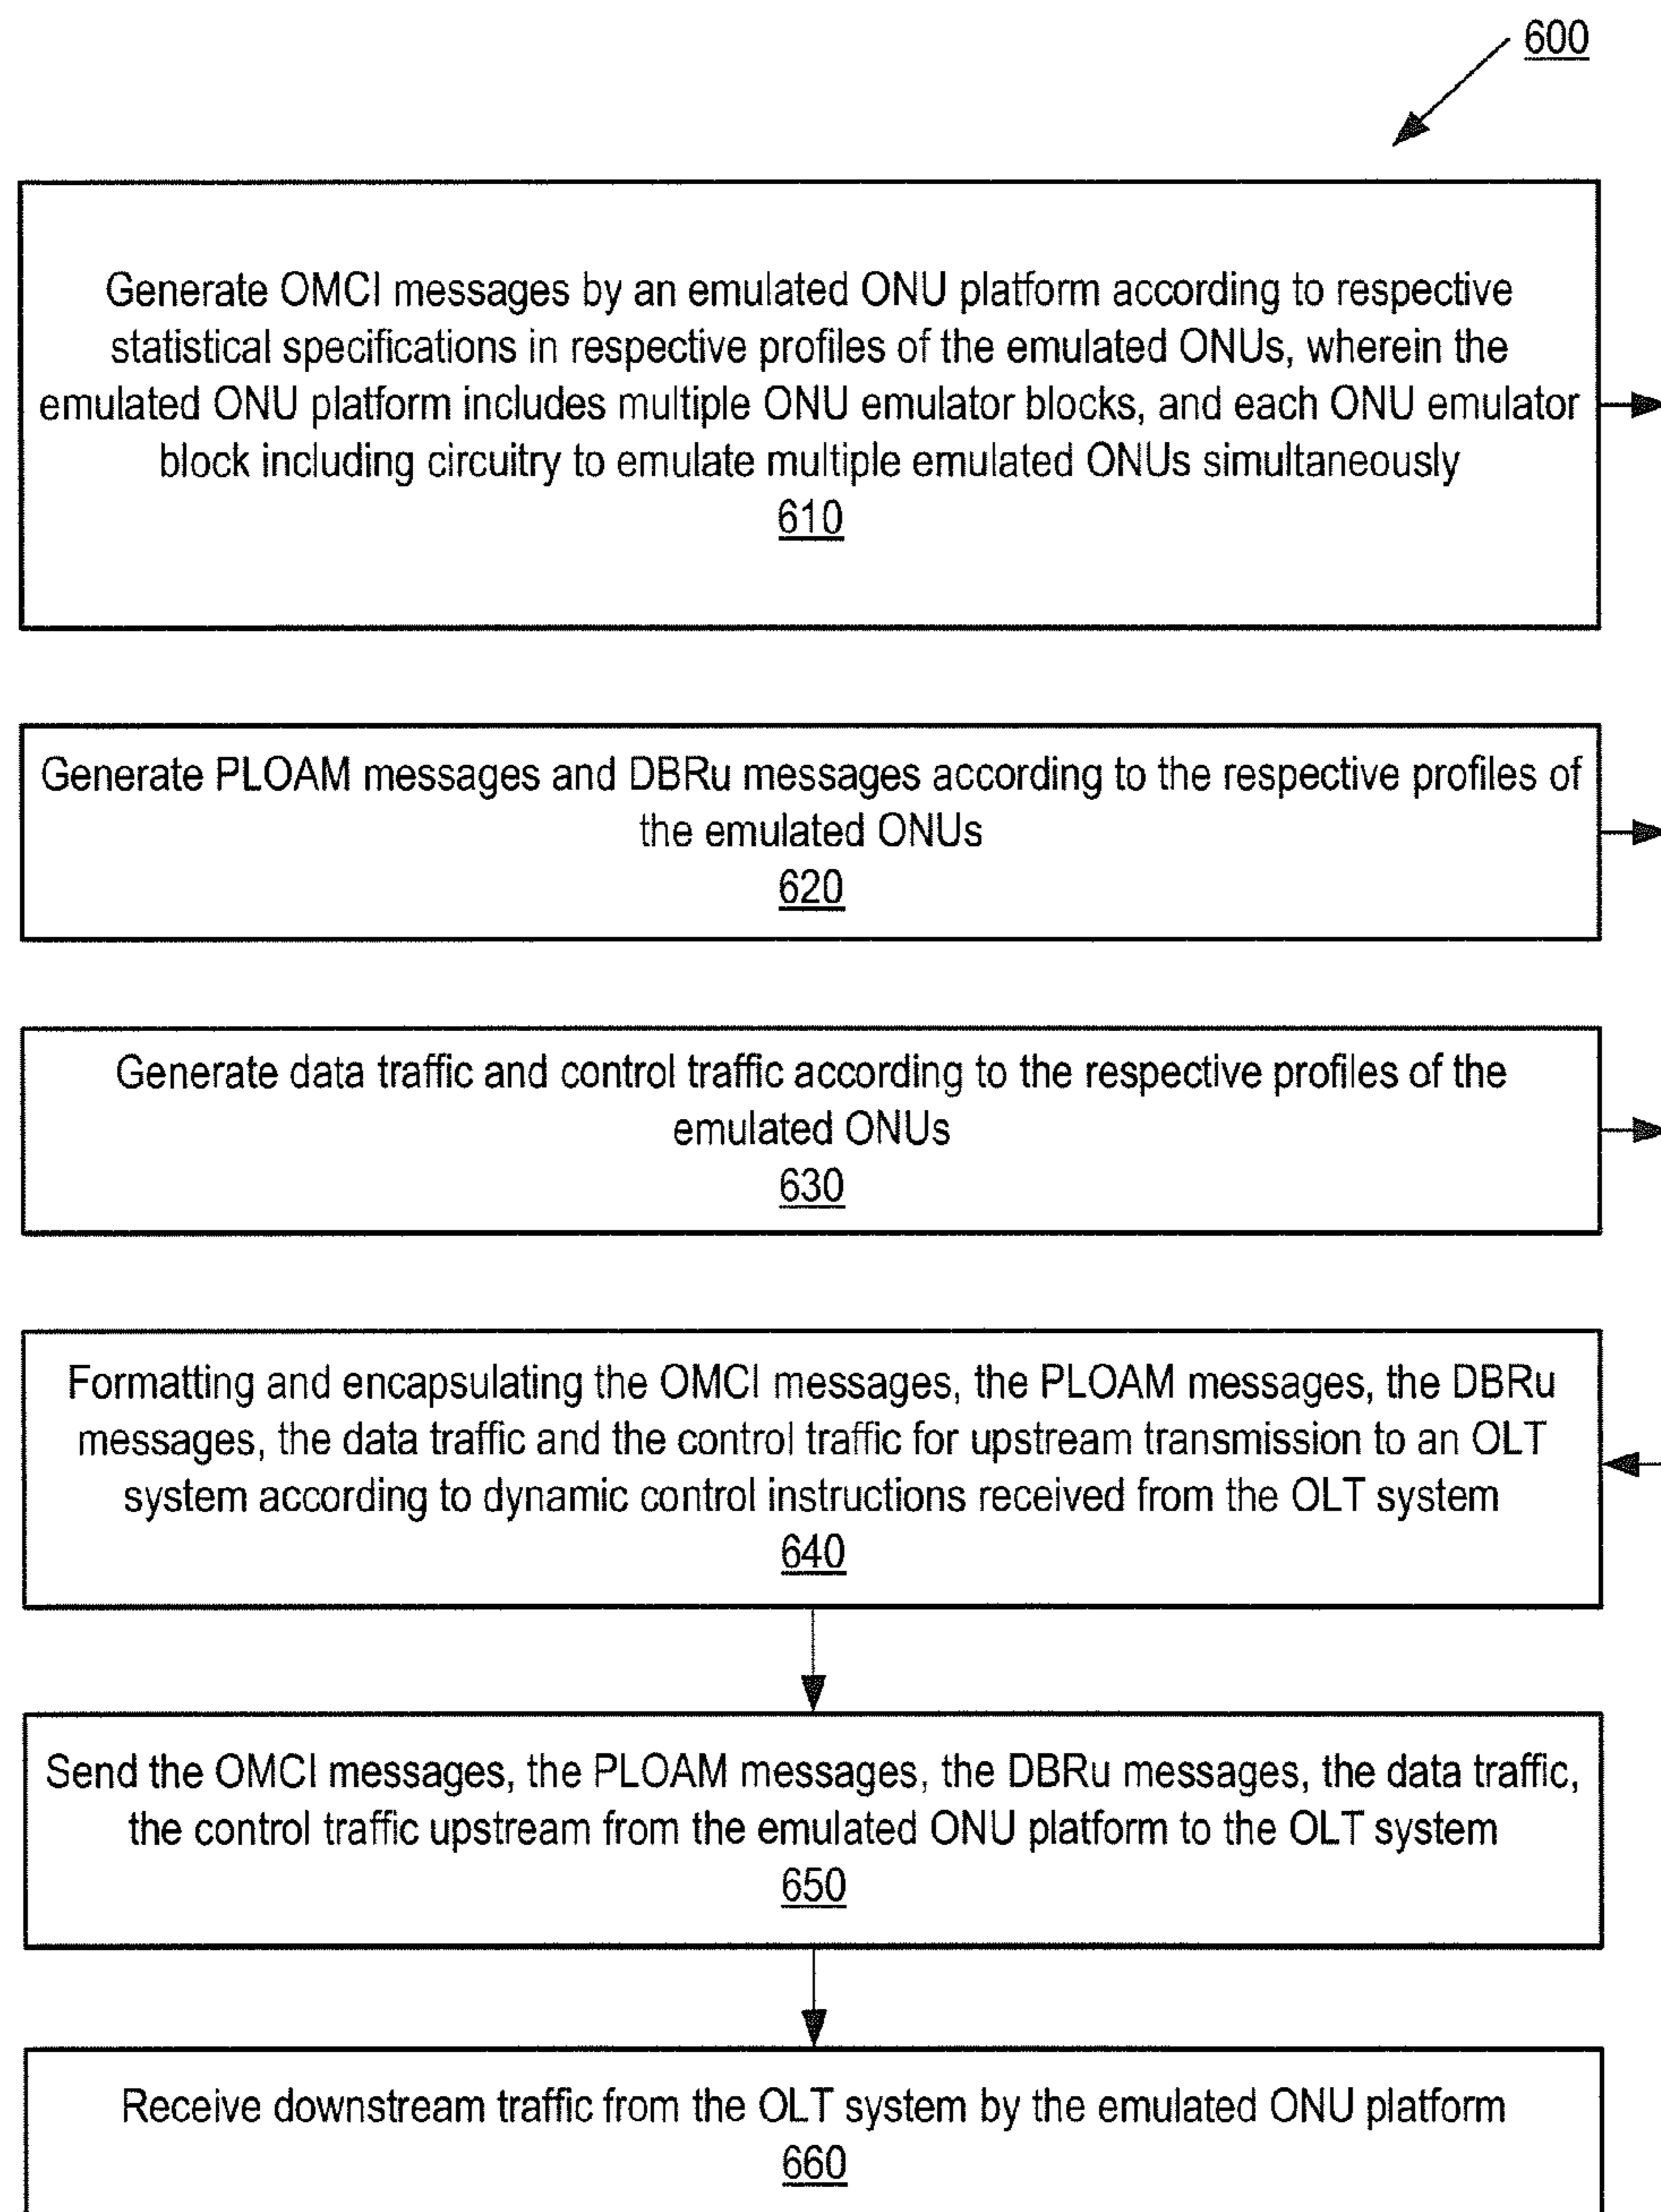 600
Generate OMCI messages by an emulated ONU platform according to respective
statistical specifications in respective profiles of the emulated ONUs, wherein the
emulated ONU platform includes multiple ONU emulator blocks, and each ONU emulator
block including circuitry to emulate multiple emulated ONUs simultaneously
610
Generate PLOAM messages and DBRu messages according to the respective profiles of
the emulated ONUs
620
Generate data traffic and control traffic according to the respective profiles of the
emulated ONUs
630
Formatting and encapsulating the OMCI messages, the PLOAM messages, the DBRu
messages, the data traffic and the control traffic for upstream transmission to an OLT
system according to dynamic control instructions received from the OLT system
640
Send the OMCI messages, the PLOAM messages, the DBRu messages, the data traffic,
the control traffic upstream from the emulated ONU platform to the OLT system
650
Receive downstream traffic from the OLT system by the emulated ONU platform
660